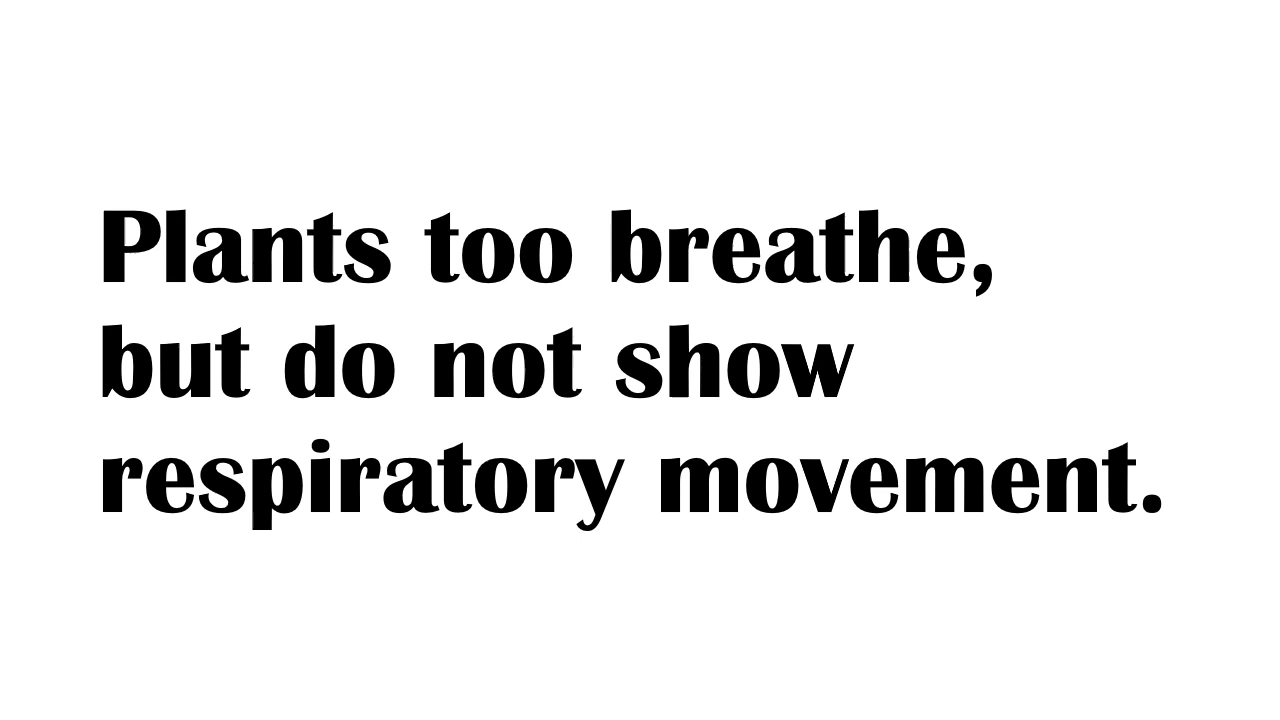 Plants too breathe,
but do not show
respiratory movement.